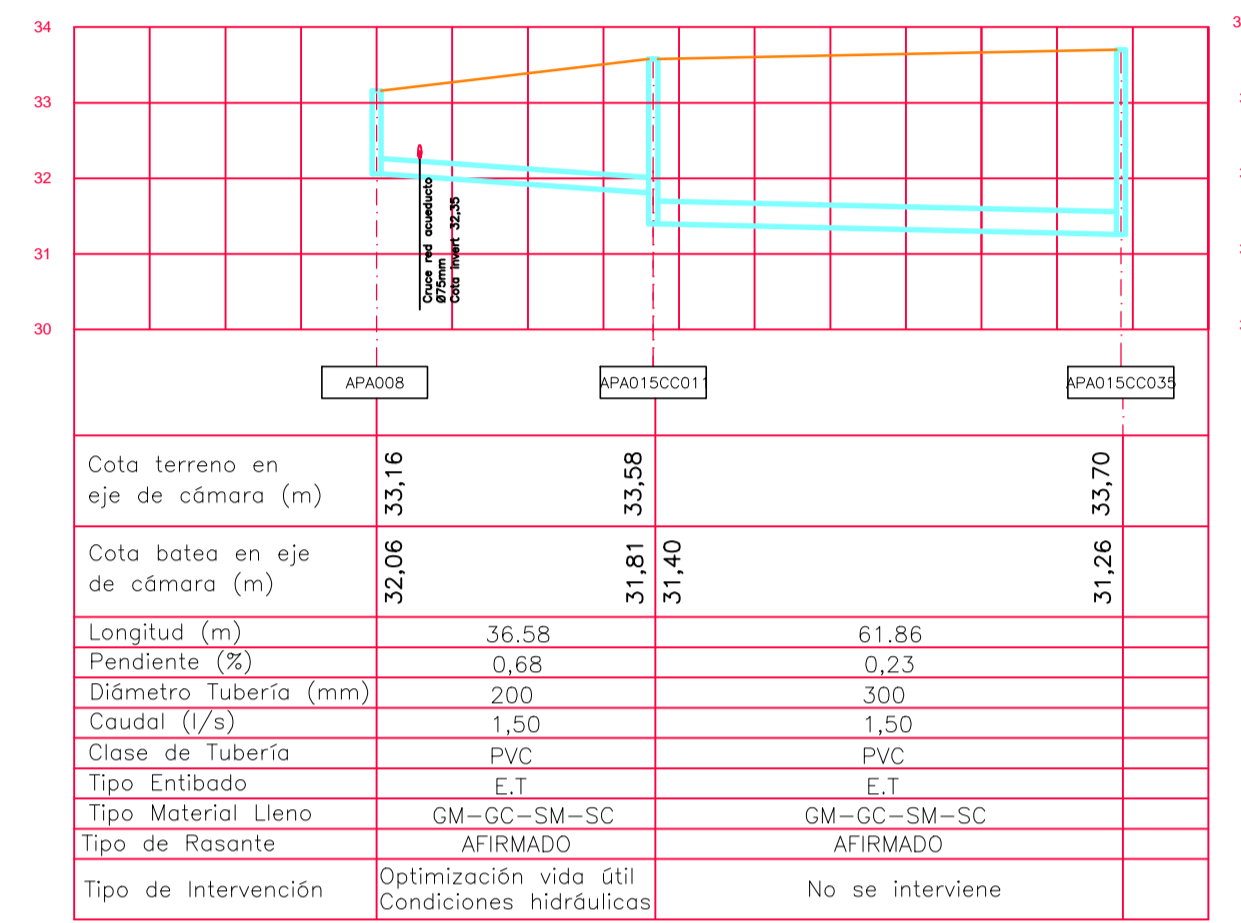 34
33
32
31
30
3
Cruce red acueducto
Ø75mm
Cota invert 32,35
APA008
APA015CC011
APA015CC035
Cota terreno en
eje de cámara (m)
33,16
33,58
33,70
Cota batea en eje
de cámara (m)
32,06
31,81
31,40
31,26
Longitud (m) 36.58 61.86
Pendiente (%) 0,68 0,23
Diámetro Tubería (mm) 200 300
Caudal (l/s) 1,50 1,50
Clase de Tubería PVC PVC
Tipo Entibado E.T E.T
Tipo Material Lleno GM-GC-SM-SC GM-GC-SM-SC
Tipo de Rasante AFIRMADO AFIRMADO
Tipo de Intervención
Optimización vida útil
Condiciones hidráulicas
No se interviene